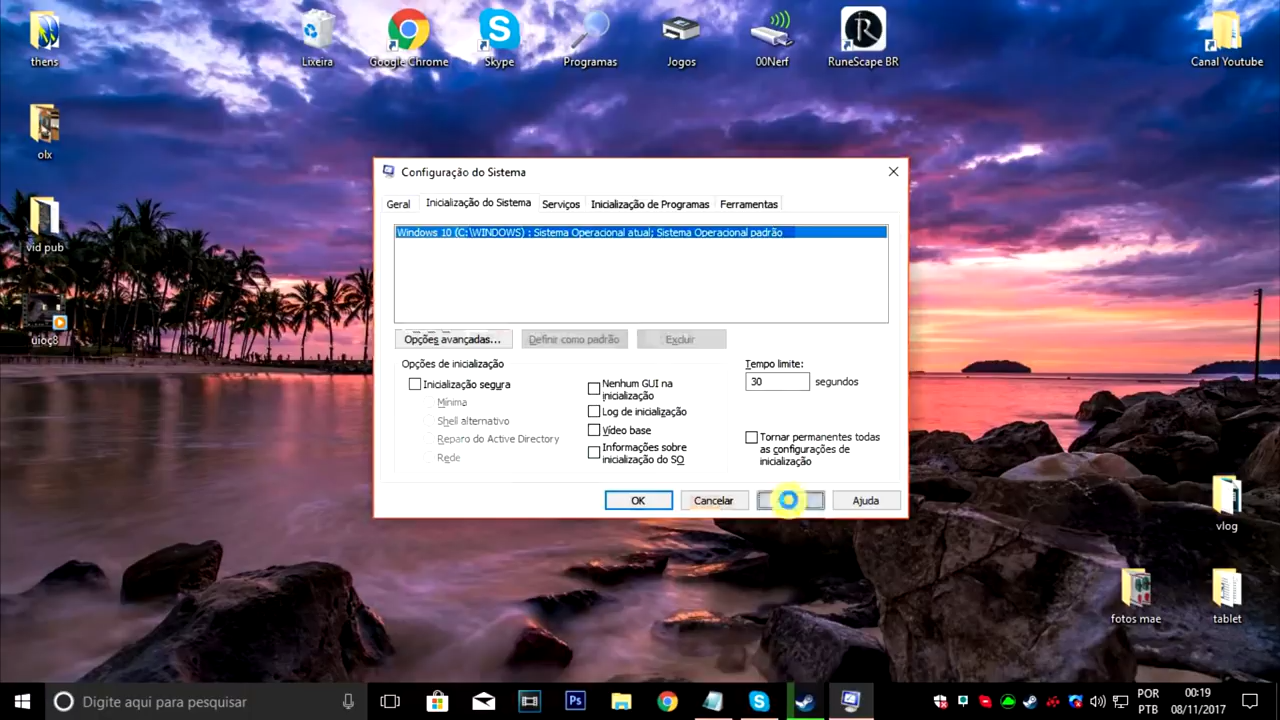 thens
Lixeira
Google Chrome
Skype
Programas
Jogos
00Nerf
RuneScape BR
Canal Youtube
olx
vid pub
uioç8
Configuração do Sistema
Geral
Inicialização do Sistema
Serviços
Inicialização de Programas
Ferramentas
Windows 10 (C:\WINDOWS) : Sistema Operacional atual; Sistema Operacional padrão
Opções avançadas...
Definir como padrão
Excluir
Opções de inicialização
Inicialização segura
Mínima
Shell alternativo
Reparo do Active Directory
Rede
Nenhum GUI na
inicialização
Log de inicialização
Vídeo base
Informações sobre
inicialização do SO
Tempo limite:
30 segundos
Tornar permanentes todas
as configurações de
inicialização
OK
Cancelar
Ajuda
vlog
fotos mae
tablet
Digite aqui para pesquisar
Ps
POR
PTB
00:19
08/11/2017